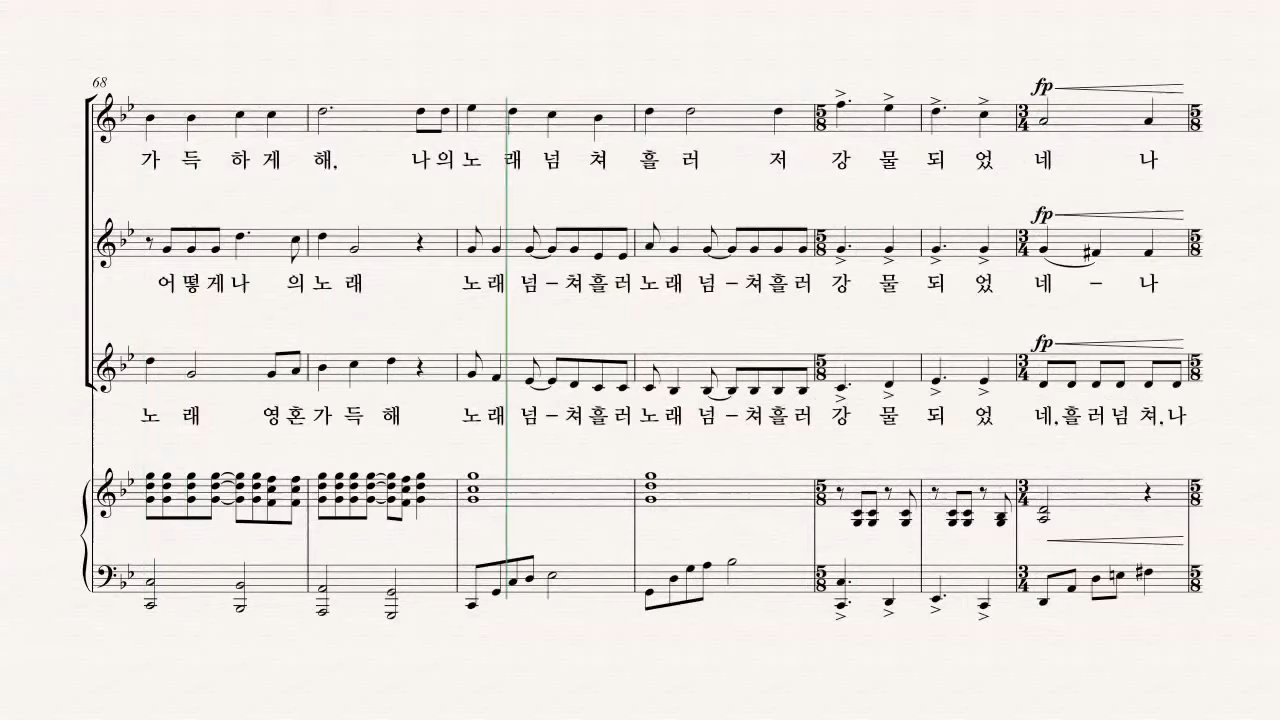 68
fp
가 득 하 게 해, 나의노 래 넘 쳐 흘 러 저 강 물 되 었 네 나
fp
어떻게나 의노 래 노래 넘–쳐흘러노래 넘–쳐흘러 강 물 되 었 네 – 나
fp
노 래 영혼가 득 해 노래 넘–쳐흘러노래 넘–쳐흘러 강 물 되 었 네,흘러넘 쳐,나